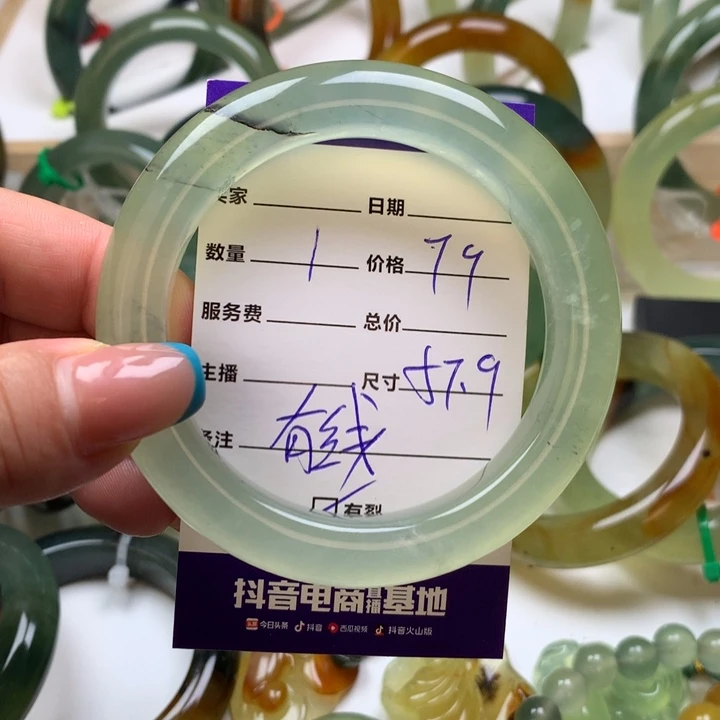 家 日期
数量 1 价格 79
服务费 总价
主播 尺寸 57.9
备注 有线
有裂
抖音电商直播基地
今日头条 抖音 西瓜视频 抖音火山版